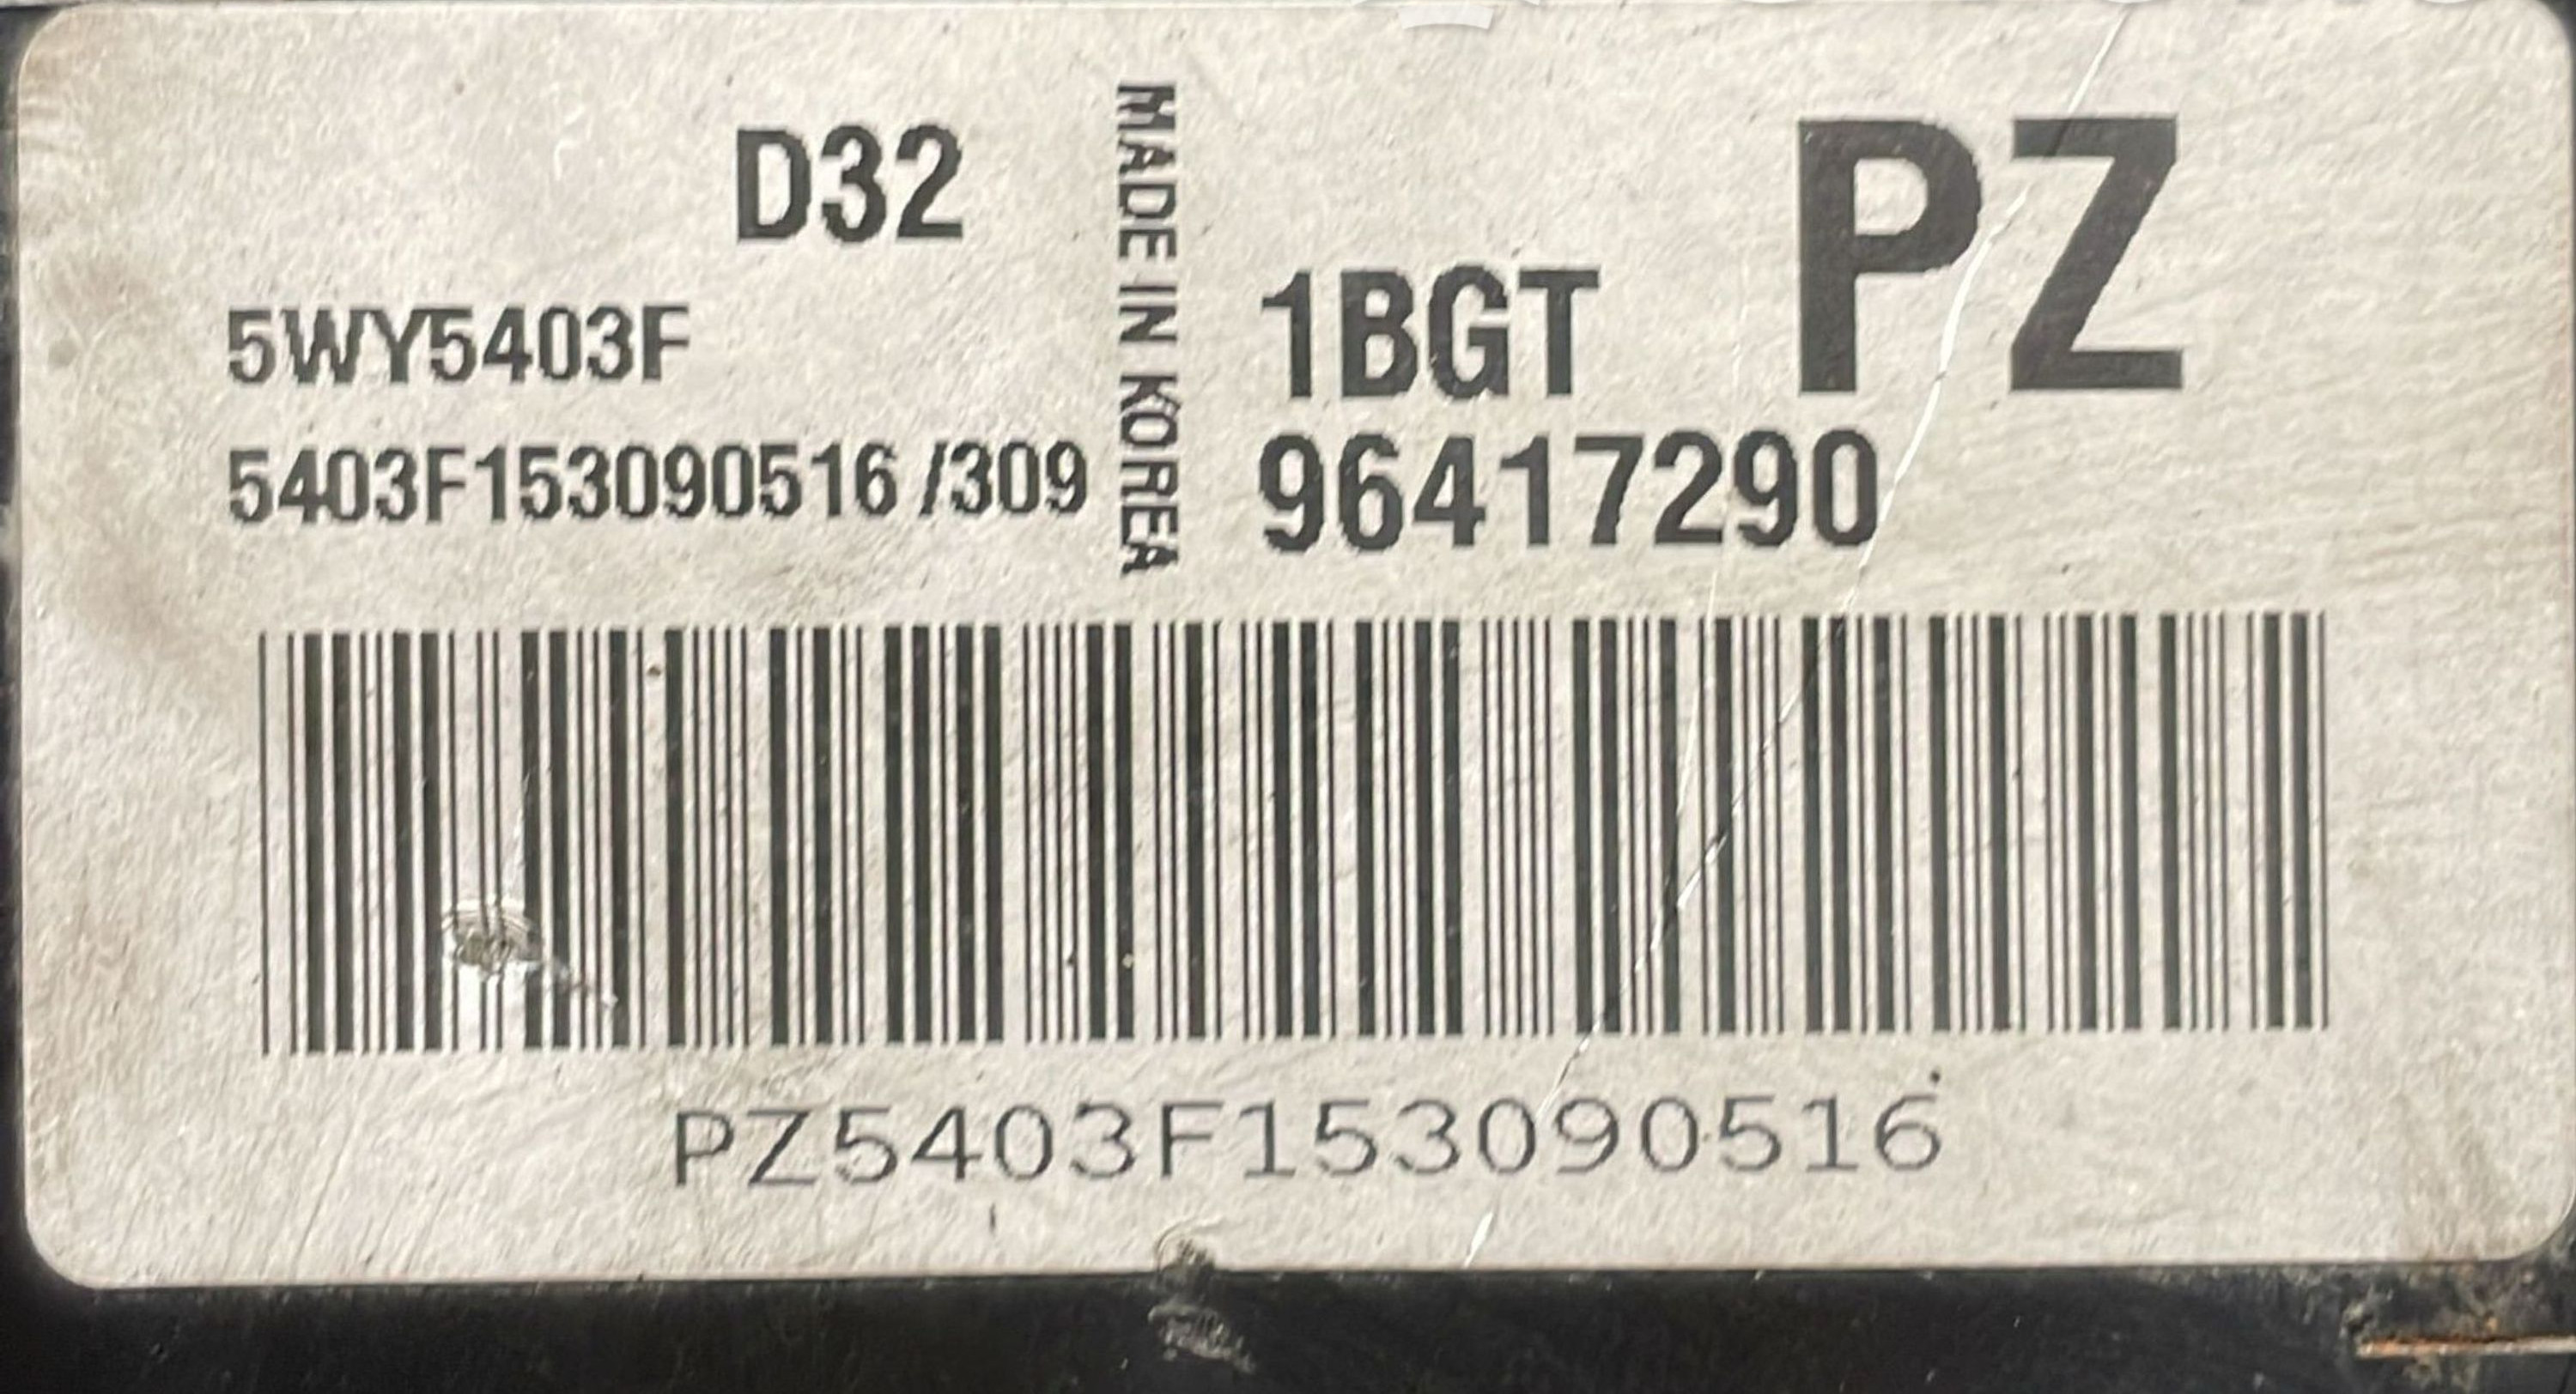 D32
5WY5403F
5403F153090516 /309
MADE IN KOREA
PZ
1BGT
96417290
PZ5403F153090516